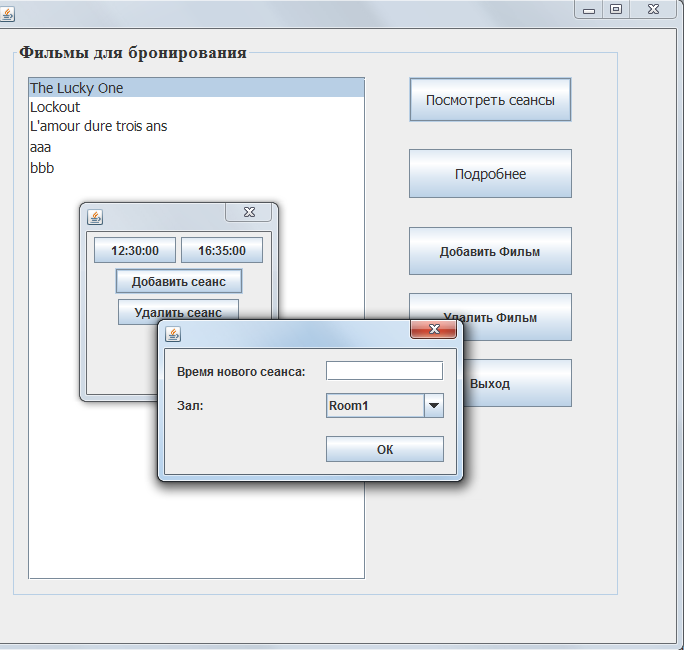 Фильмы для бронирования
The Lucky One
Lockout
L'amour dure trois ans
aaa
bbb
Посмотреть сеансы
Подробнее
Добавить Фильм
Удалить Фильм
Выход
12:30:00
16:35:00
Добавить сеанс
Удалить сеанс
Время нового сеанса:
Зал:
Room1
ОК